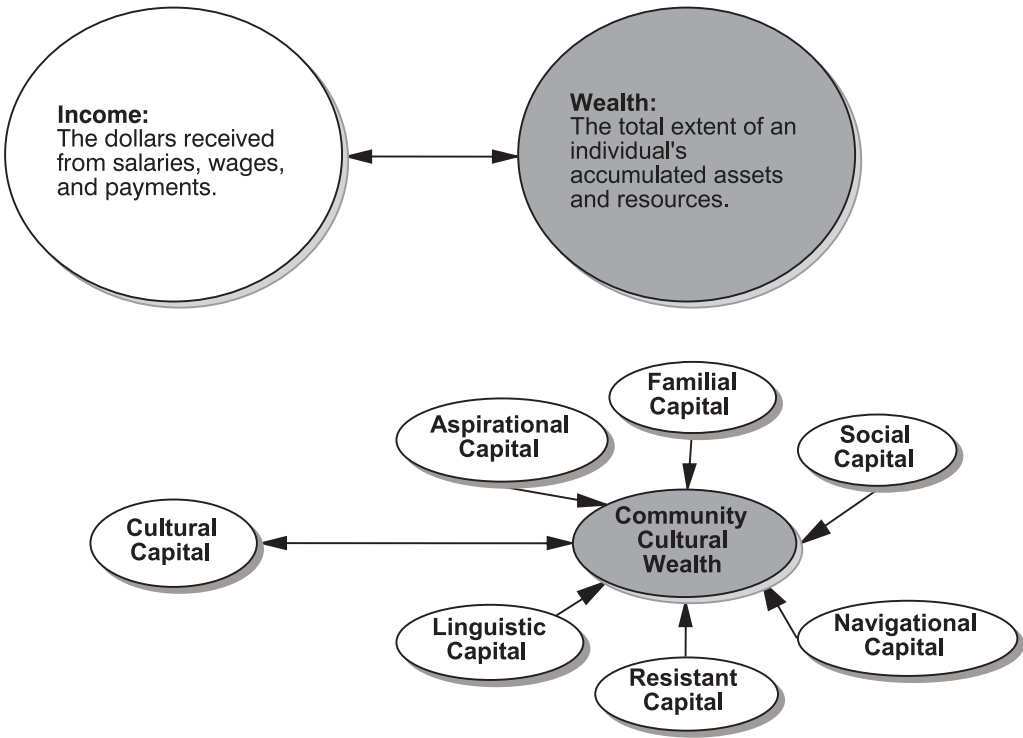 Income:
The dollars received
from salaries, wages,
and payments.
Wealth:
The total extent of an
individual's
accumulated assets
and resources.
Familial
Capital
Aspirational
Capital
Social
Capital
Cultural
Capital
Community
Cultural
Wealth
Linguistic
Capital
Navigational
Capital
Resistant
Capital